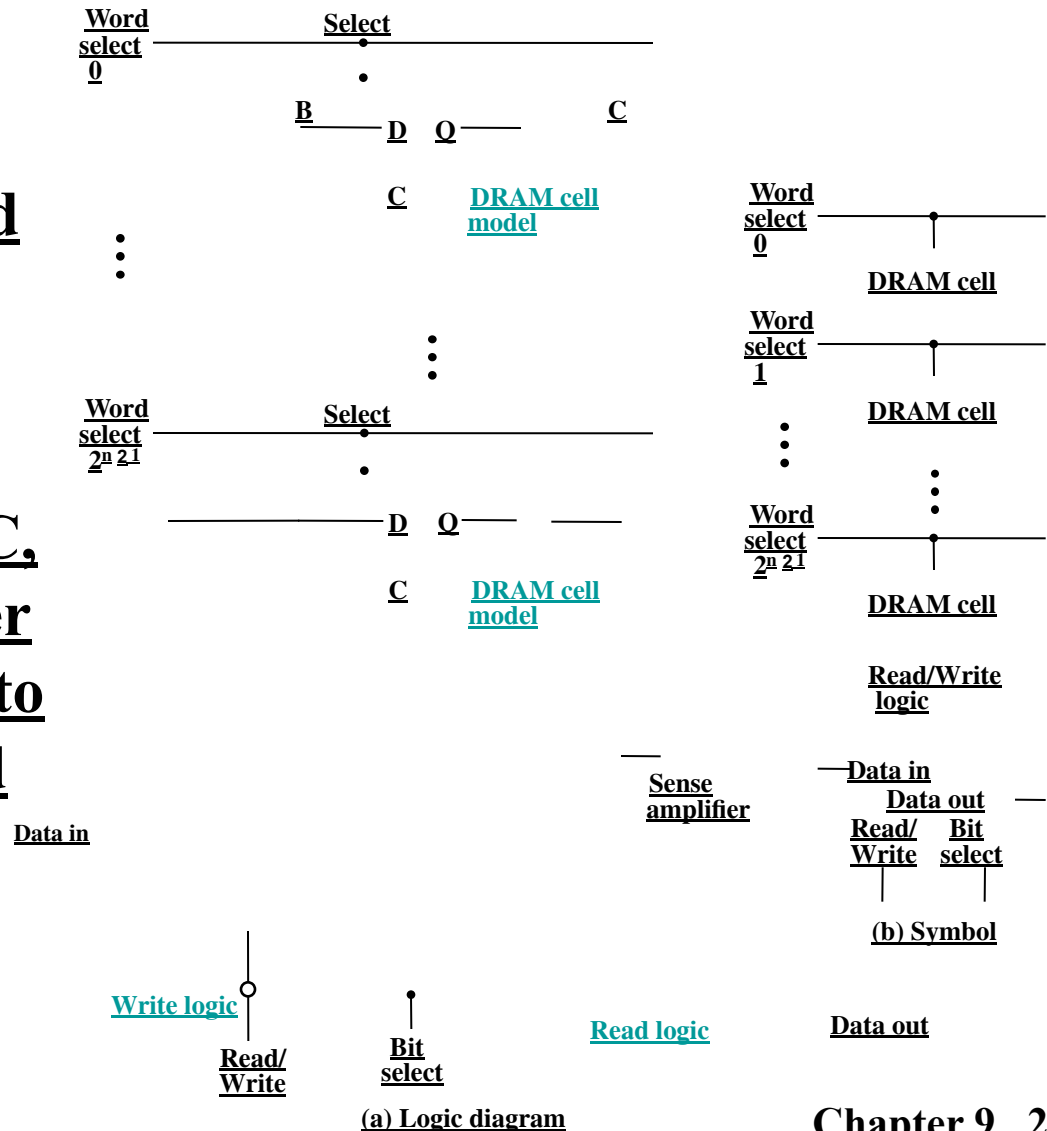 Word
select
0
Select
B
D Q
C
C
DRAM cell
model
Word
select
2ⁿ 2 1
Select
D Q
C
DRAM cell
model
C,
to
Data in
Sense
amplifier
Write logic
Read/
Write
Bit
select
Read logic
Data out
(a) Logic diagram
Word
select
0
DRAM cell
Word
select
1
DRAM cell
Word
select
2ⁿ 2 1
DRAM cell
Read/Write
logic
Data in
Data out
Read/
Write
Bit
select
(b) Symbol
Chapter 9 2